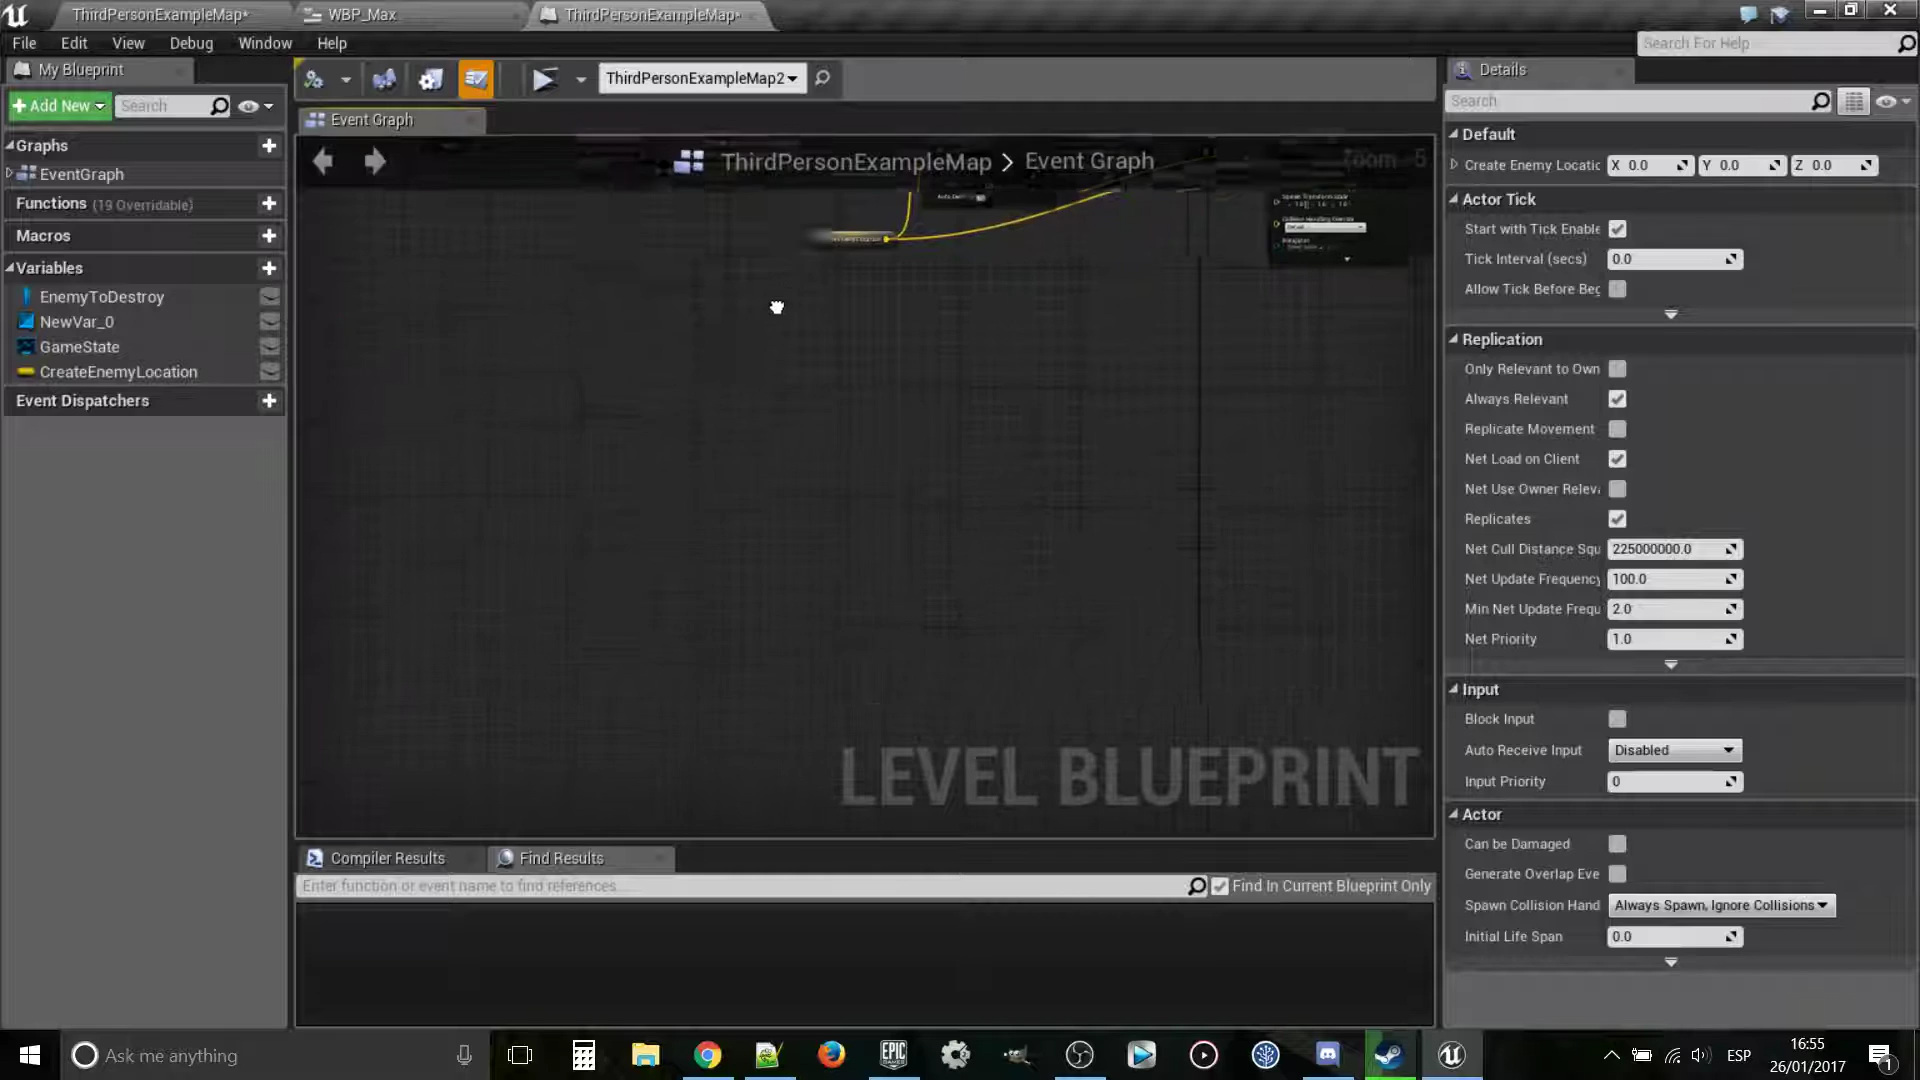 ThirdPersonExampleMap*
WBP_Max
ThirdPersonExampleMap*
File Edit View Debug Window Help
Search For Help
My Blueprint
Add New
Search
ThirdPersonExampleMap2
Details
Search
Graphs
EventGraph
Functions (19 Overridable)
Macros
Variables
EnemyToDestroy
NewVar_0
GameState
CreateEnemyLocation
Event Dispatchers
Event Graph
ThirdPersonExampleMap > Event Graph
LEVEL BLUEPRINT
Compiler Results
Find Results
Enter function or event name to find references...
Find In Current Blueprint Only
Default
Create Enemy Locatic X 0.0 Y 0.0 Z 0.0
Actor Tick
Start with Tick Enable
Tick Interval (secs) 0.0
Allow Tick Before Beg
Replication
Only Relevant to Own
Always Relevant
Replicate Movement
Net Load on Client
Net Use Owner Releva
Replicates
Net Cull Distance Squ 225000000.0
Net Update Frequency 100.0
Min Net Update Frequ 2.0
Net Priority 1.0
Input
Block Input
Auto Receive Input Disabled
Input Priority 0
Actor
Can be Damaged
Generate Overlap Eve
Spawn Collision Hand Always Spawn, Ignore Collisions
Initial Life Span 0.0
Ask me anything
EPIC
GAMES
ESP
16:55
26/01/2017
1